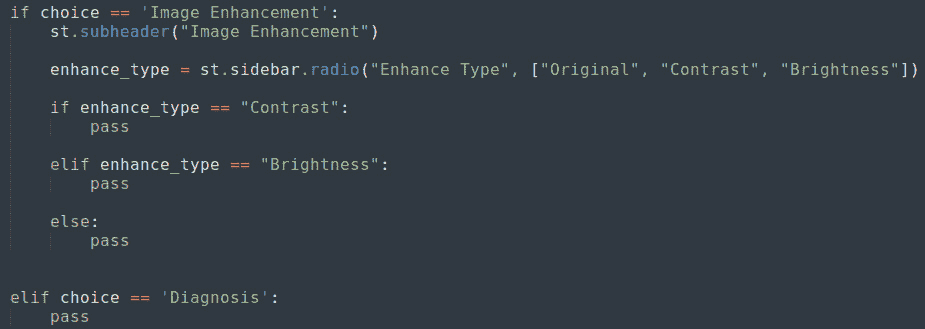 if choice == 'Image Enhancement':
    st.subheader("Image Enhancement")
    enhance_type = st.sidebar.radio("Enhance Type", ["Original", "Contrast", "Brightness"])
    if enhance_type == "Contrast":
        pass
    elif enhance_type == "Brightness":
        pass
    else:
        pass
elif choice == 'Diagnosis':
    pass